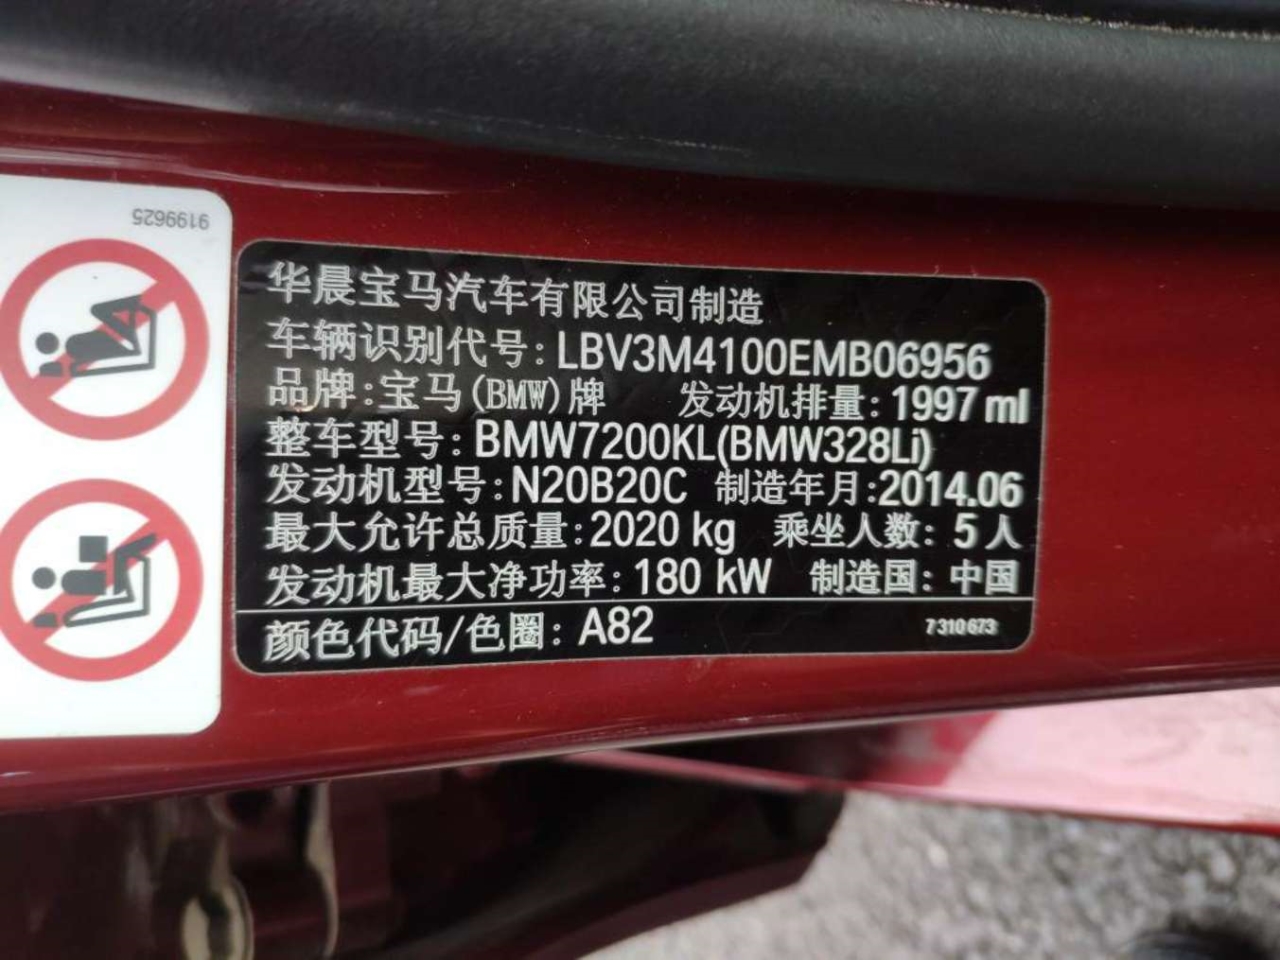 9199625
华晨宝马汽车有限公司制造
车辆识别代号: LBV3M4100EMB06956
品牌: 宝马(BMW)牌 发动机排量: 1997 ml
整车型号: BMW7200KL(BMW328Li)
发动机型号: N20B20C 制造年月: 2014.06
最大允许总质量: 2020 kg 乘坐人数: 5人
发动机最大净功率: 180 kW 制造国: 中国
颜色代码/色圈: A82 7310673